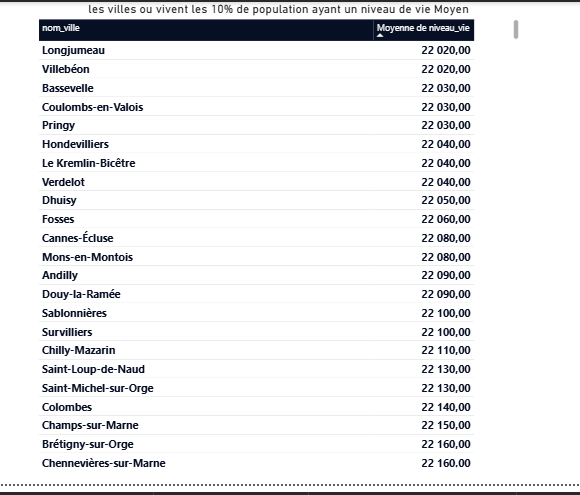 les villes ou vivent les 10% de population ayant un niveau de vie Moyen
nom_ville Moyenne de niveau_vie
Longjumeau 22 020,00
Villebéon 22 020,00
Bassevelle 22 030,00
Coulombs-en-Valois 22 030,00
Pringy 22 030,00
Hondevilliers 22 040,00
Le Kremlin-Bicêtre 22 040,00
Verdelot 22 040,00
Dhuisy 22 050,00
Fosses 22 060,00
Cannes-Écluse 22 080,00
Mons-en-Montois 22 080,00
Andilly 22 090,00
Douy-la-Ramée 22 090,00
Sablonnières 22 100,00
Survilliers 22 100,00
Chilly-Mazarin 22 110,00
Saint-Loup-de-Naud 22 130,00
Saint-Michel-sur-Orge 22 130,00
Colombes 22 140,00
Champs-sur-Marne 22 150,00
Brétigny-sur-Orge 22 160,00
Chennevières-sur-Marne 22 160,00